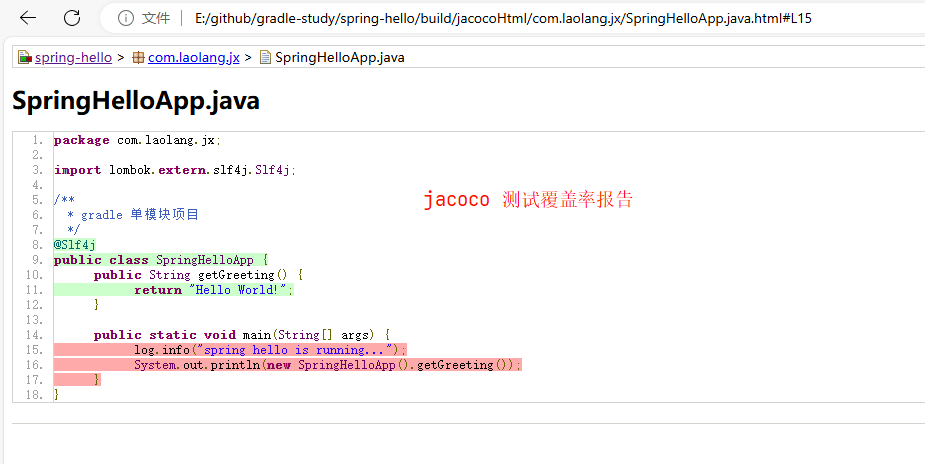 文件 E:/github/gradle-study/spring-hello/build/jacocoHtml/com.laolang.jx/SpringHelloApp.java.html#L15
spring-hello > com.laolang.jx > SpringHelloApp.java
SpringHelloApp.java
1. package com.laolang.jx;
2.
3. import lombok.extern.slf4j.Slf4j;
4.
5. /**
jacoco 测试覆盖率报告
6.  * gradle 单模块项目
7.  */
8. @Slf4j
9. public class SpringHelloApp {
10.     public String getGreeting() {
11.         return "Hello World!";
12.     }
13.
14.     public static void main(String[] args) {
15.         log.info("spring hello is running...");
16.         System.out.println(new SpringHelloApp().getGreeting());
17.     }
18. }